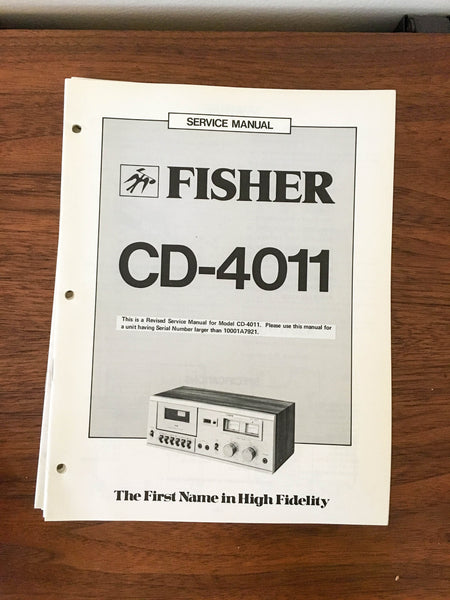 SERVICE MANUAL
FISHER
CD-4011
This is a Revised Service Manual for Model CD-4011. Please use this manual for
a unit having Serial Number larger than 10001A7921.
The First Name in High Fidelity